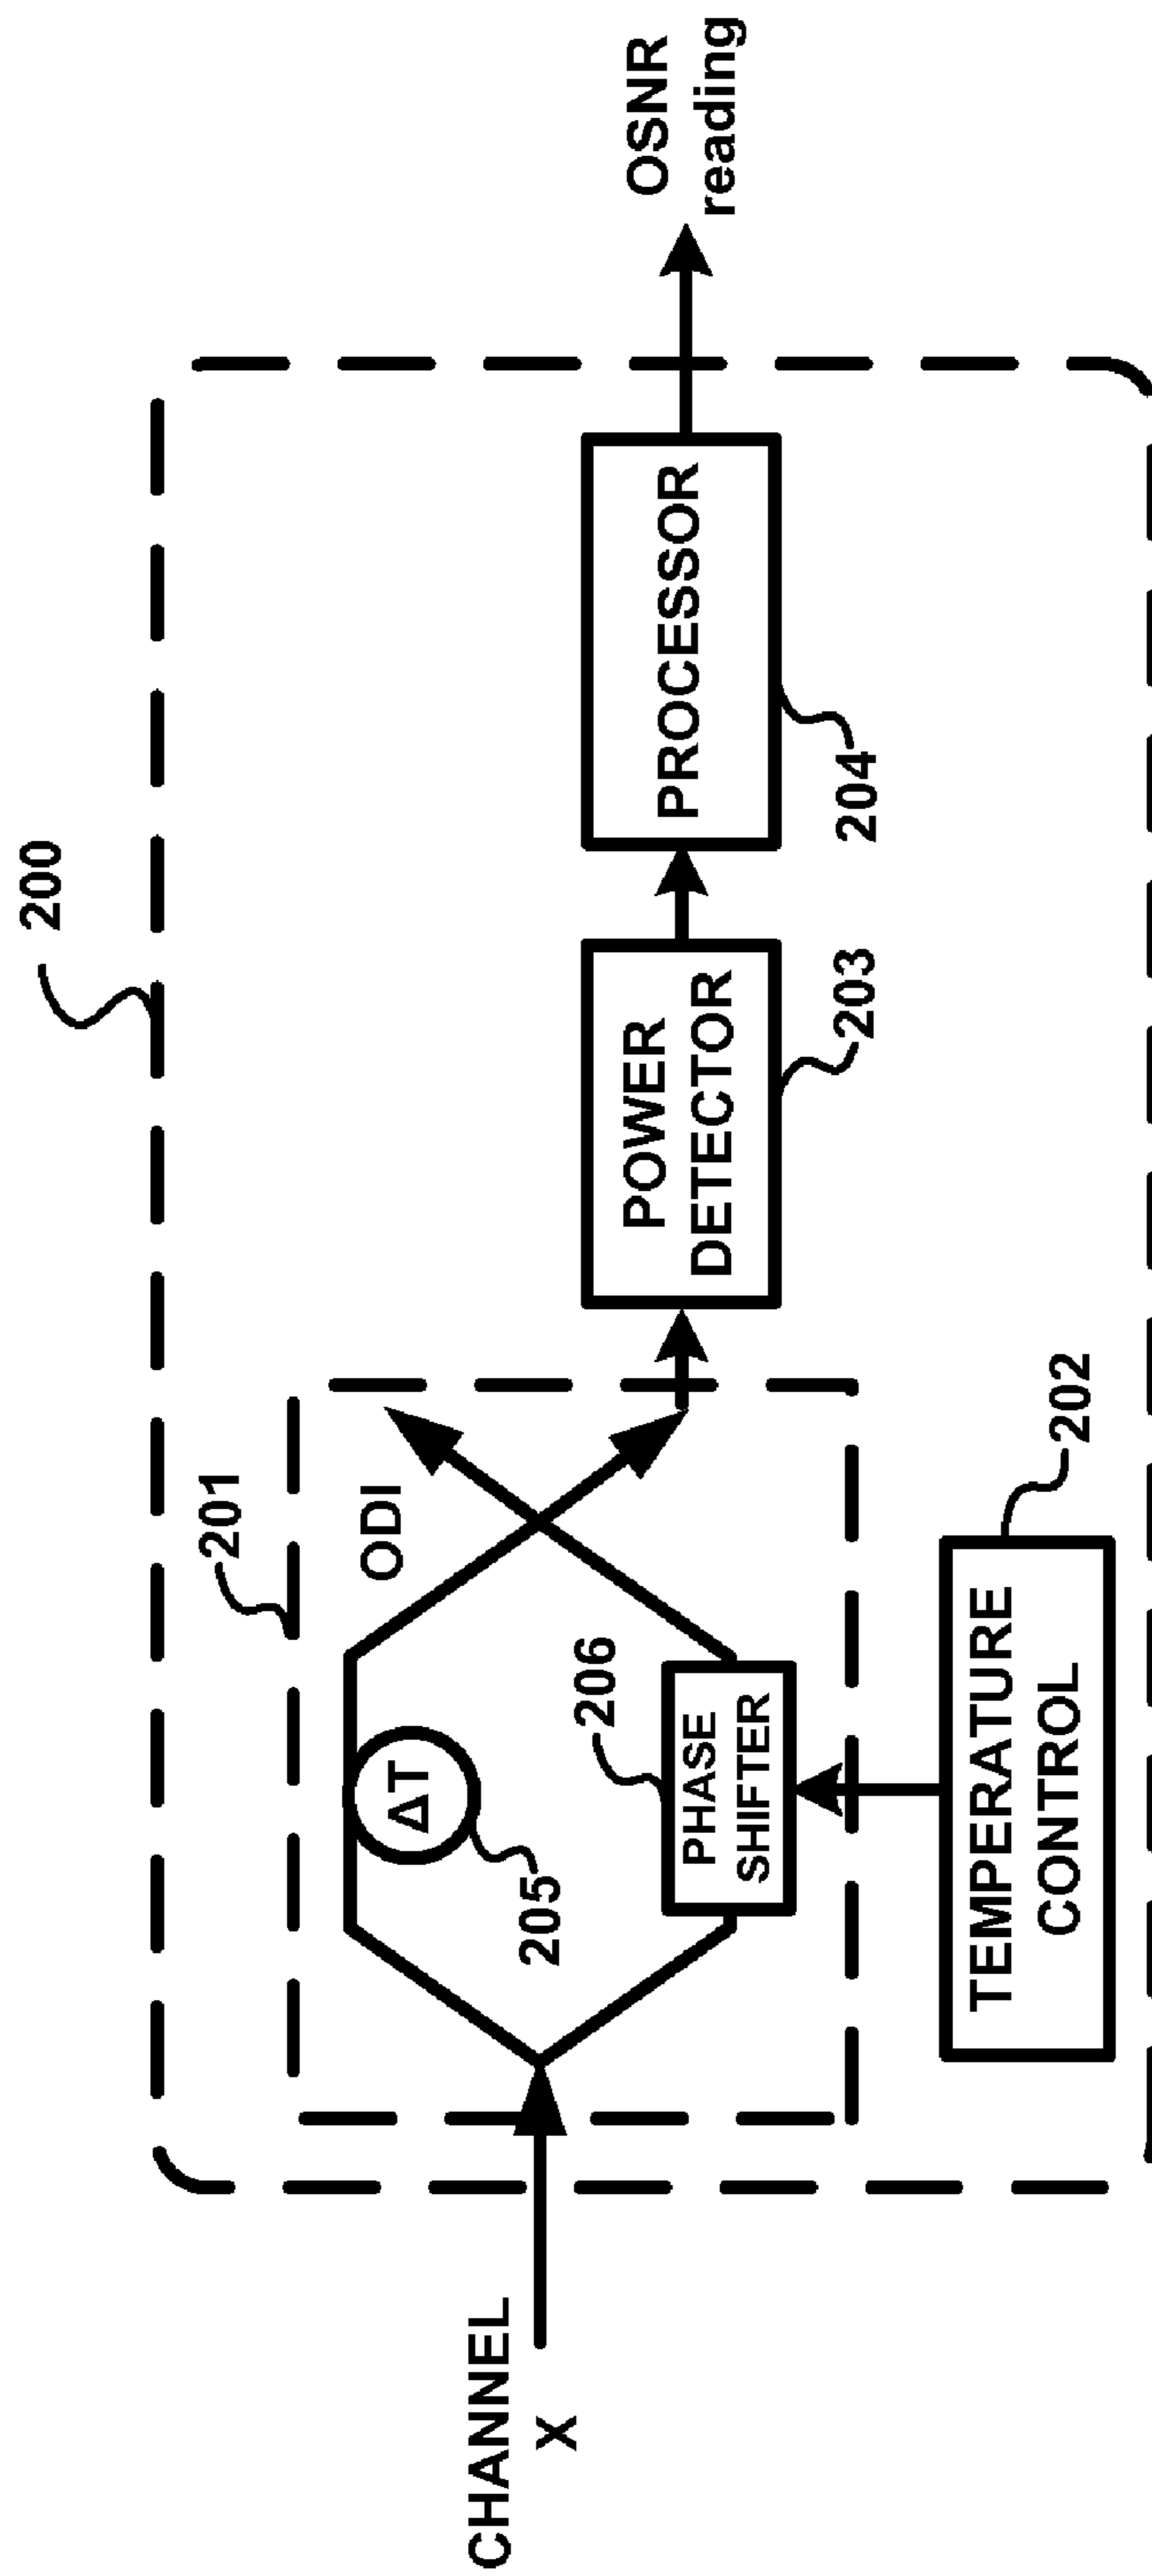 200
201
ODI
CHANNEL
X
ΔT
205
206
PHASE
SHIFTER
POWER
DETECTOR
203
PROCESSOR
204
OSNR
reading
TEMPERATURE
CONTROL
202